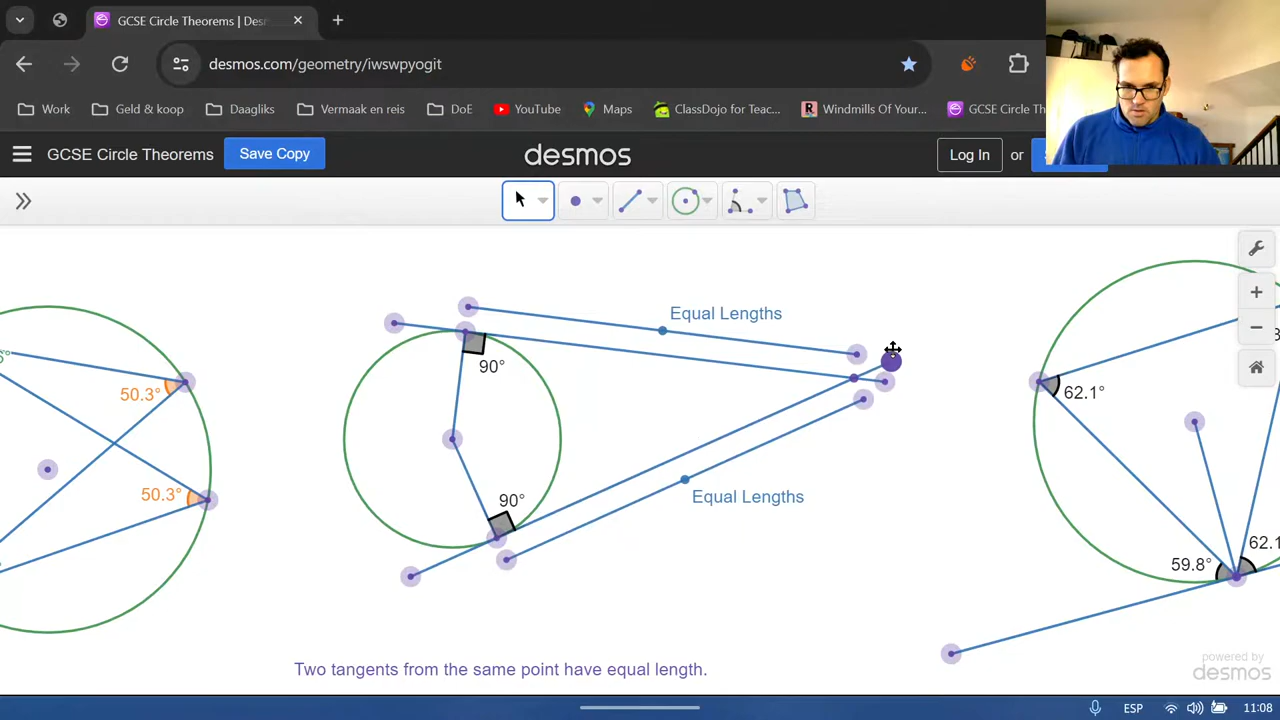 GCSE Circle Theorems | Des
desmos.com/geometry/iwswpyogit
Work
Geld & koop
Daagliks
Vermaak en reis
DoE
YouTube
Maps
ClassDojo for Teac...
Windmills Of Your...
GCSE Circle Th
GCSE Circle Theorems
Save Copy
desmos
Log In
or
Equal Lengths
90°
62.1°
50.3°
50.3°
90°
Equal Lengths
62.1
59.8°
Two tangents from the same point have equal length.
powered by
desmos
ESP
11:08